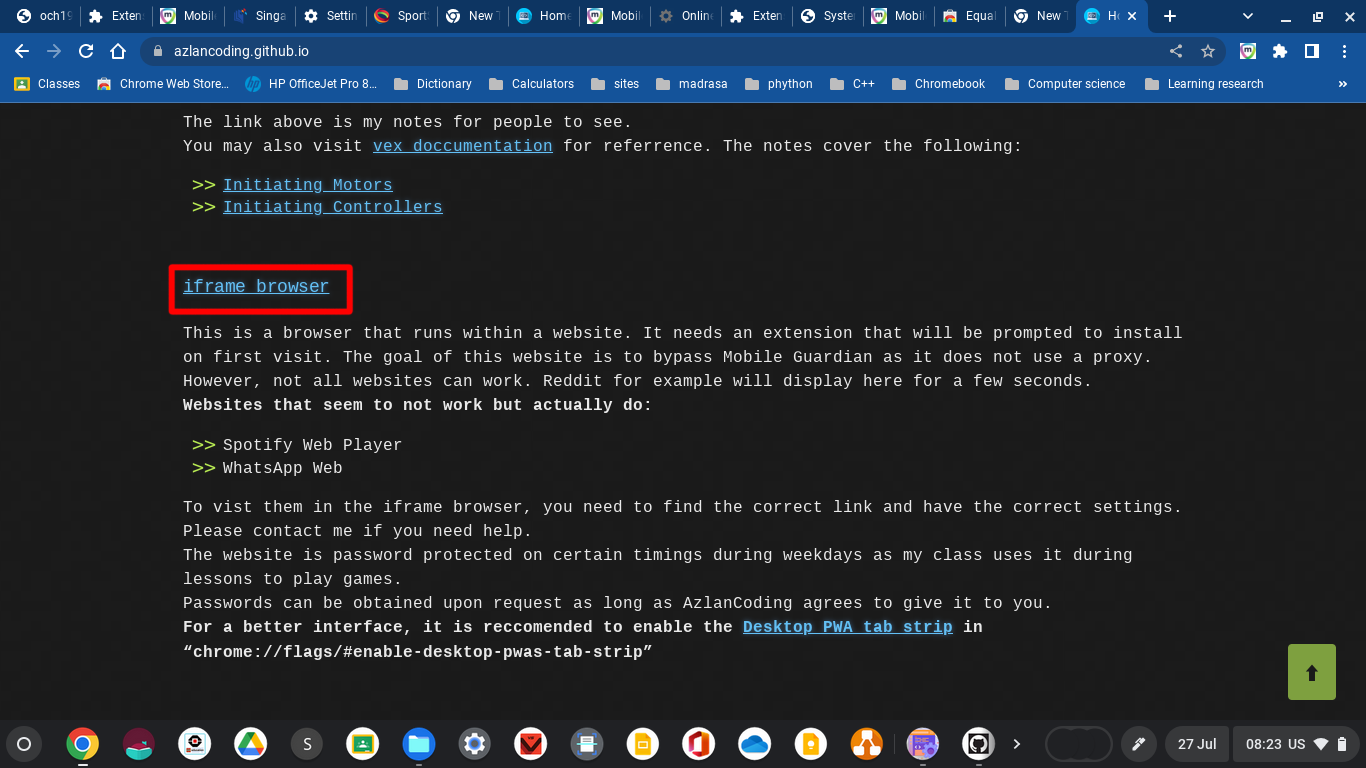 och19
Exten
Mobil
Singa
Settin
Sport
New T
Home
Mobil
Online
Exten
Syste
Mobil
Equa
New T
Ho
azlancoding.github.io
Classes
Chrome Web Store...
HP OfficeJet Pro 8...
Dictionary
Calculators
sites
madrasa
phython
C++
Chromebook
Computer science
Learning research
»
The link above is my notes for people to see.
You may also visit vex doccumentation for referrence. The notes cover the following:
>> Initiating Motors
>> Initiating Controllers
iframe browser
This is a browser that runs within a website. It needs an extension that will be prompted to install
on first visit. The goal of this website is to bypass Mobile Guardian as it does not use a proxy.
However, not all websites can work. Reddit for example will display here for a few seconds.
Websites that seem to not work but actually do:
>> Spotify Web Player
>> WhatsApp Web
To vist them in the iframe browser, you need to find the correct link and have the correct settings.
Please contact me if you need help.
The website is password protected on certain timings during weekdays as my class uses it during
lessons to play games.
Passwords can be obtained upon request as long as AzlanCoding agrees to give it to you.
For a better interface, it is reccomended to enable the Desktop PWA tab strip in
“chrome://flags/#enable-desktop-pwas-tab-strip”
S
27 Jul
08:23 US